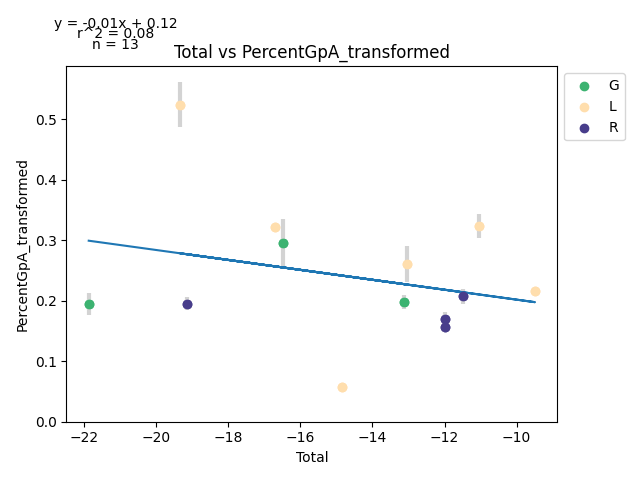 y = -0.01x + 0.12
r^2 = 0.08
n = 13
Total vs PercentGpA_transformed
G
L
R
PercentGpA_transformed
0.5
0.4
0.3
0.2
0.1
0.0
−22
−20
−18
−16
−14
−12
−10
Total